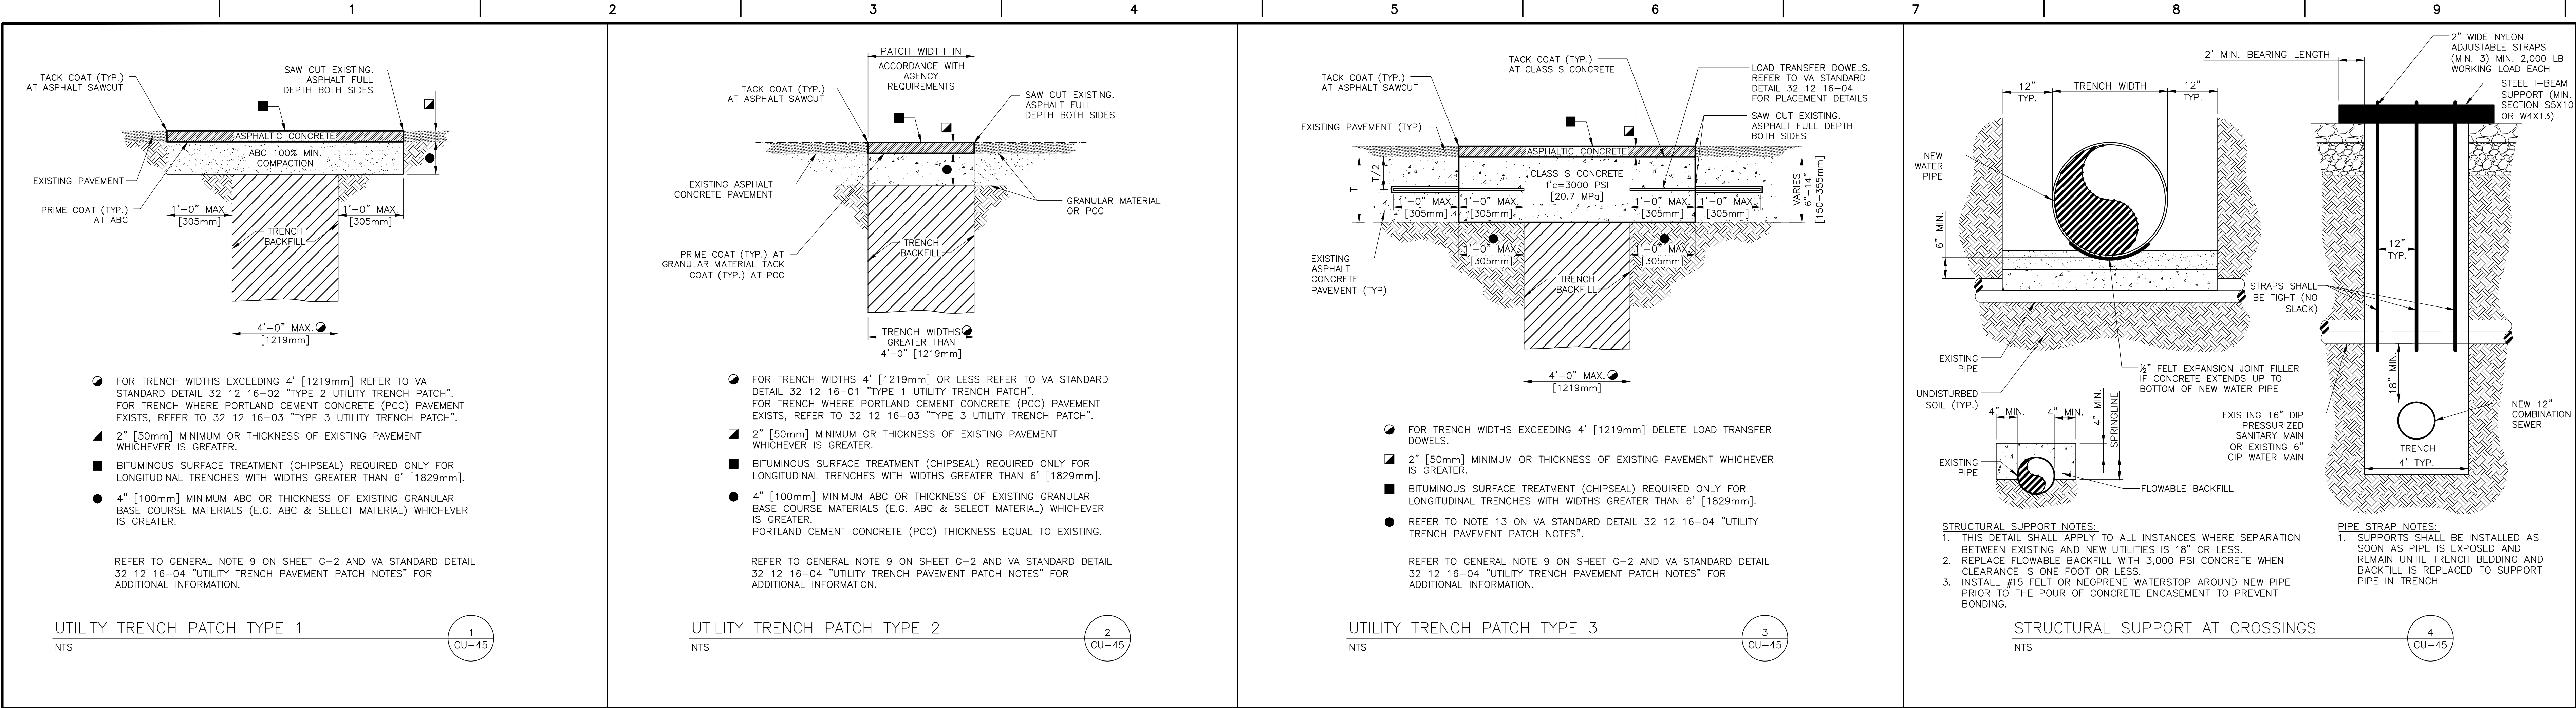 1 2 3 4 5 6 7 8 9
TACK COAT (TYP.)
AT ASPHALT SAWCUT
SAW CUT EXISTING.
ASPHALT FULL
DEPTH BOTH SIDES
ASPHALTIC CONCRETE
ABC 100% MIN.
COMPACTION
EXISTING PAVEMENT
PRIME COAT (TYP.)
AT ABC
1'-0" MAX.
[305mm]
1'-0" MAX.
[305mm]
TRENCH
BACKFILL
4'-0" MAX.
[1219mm]
FOR TRENCH WIDTHS EXCEEDING 4' [1219mm] REFER TO VA
STANDARD DETAIL 32 12 16-02 "TYPE 2 UTILITY TRENCH PATCH".
FOR TRENCH WHERE PORTLAND CEMENT CONCRETE (PCC) PAVEMENT
EXISTS, REFER TO 32 12 16-03 "TYPE 3 UTILITY TRENCH PATCH".
2" [50mm] MINIMUM OR THICKNESS OF EXISTING PAVEMENT
WHICHEVER IS GREATER.
BITUMINOUS SURFACE TREATMENT (CHIPSEAL) REQUIRED ONLY FOR
LONGITUDINAL TRENCHES WITH WIDTHS GREATER THAN 6' [1829mm].
4" [100mm] MINIMUM ABC OR THICKNESS OF EXISTING GRANULAR
BASE COURSE MATERIALS (E.G. ABC & SELECT MATERIAL) WHICHEVER
IS GREATER.
REFER TO GENERAL NOTE 9 ON SHEET G-2 AND VA STANDARD DETAIL
32 12 16-04 "UTILITY TRENCH PAVEMENT PATCH NOTES" FOR
ADDITIONAL INFORMATION.
UTILITY TRENCH PATCH TYPE 1
NTS
1
CU-45
PATCH WIDTH IN
ACCORDANCE WITH
AGENCY
REQUIREMENTS
TACK COAT (TYP.)
AT ASPHALT SAWCUT
SAW CUT EXISTING.
ASPHALT FULL
DEPTH BOTH SIDES
EXISTING ASPHALT
CONCRETE PAVEMENT
GRANULAR MATERIAL
OR PCC
PRIME COAT (TYP.) AT
GRANULAR MATERIAL TACK
COAT (TYP.) AT PCC
TRENCH
BACKFILL
TRENCH WIDTHS
GREATER THAN
4'-0" [1219mm]
FOR TRENCH WIDTHS 4' [1219mm] OR LESS REFER TO VA STANDARD
DETAIL 32 12 16-01 "TYPE 1 UTILITY TRENCH PATCH".
FOR TRENCH WHERE PORTLAND CEMENT CONCRETE (PCC) PAVEMENT
EXISTS, REFER TO 32 12 16-03 "TYPE 3 UTILITY TRENCH PATCH".
2" [50mm] MINIMUM OR THICKNESS OF EXISTING PAVEMENT
WHICHEVER IS GREATER.
BITUMINOUS SURFACE TREATMENT (CHIPSEAL) REQUIRED ONLY FOR
LONGITUDINAL TRENCHES WITH WIDTHS GREATER THAN 6' [1829mm].
4" [100mm] MINIMUM ABC OR THICKNESS OF EXISTING GRANULAR
BASE COURSE MATERIALS (E.G. ABC & SELECT MATERIAL) WHICHEVER
IS GREATER.
PORTLAND CEMENT CONCRETE (PCC) THICKNESS EQUAL TO EXISTING.
REFER TO GENERAL NOTE 9 ON SHEET G-2 AND VA STANDARD DETAIL
32 12 16-04 "UTILITY TRENCH PAVEMENT PATCH NOTES" FOR
ADDITIONAL INFORMATION.
UTILITY TRENCH PATCH TYPE 2
NTS
2
CU-45
TACK COAT (TYP.)
AT CLASS S CONCRETE
TACK COAT (TYP.)
AT ASPHALT SAWCUT
LOAD TRANSFER DOWELS.
REFER TO VA STANDARD
DETAIL 32 12 16-04
FOR PLACEMENT DETAILS
SAW CUT EXISTING.
ASPHALT FULL DEPTH
BOTH SIDES
EXISTING PAVEMENT (TYP)
ASPHALTIC CONCRETE
T
T/2
CLASS S CONCRETE
f'c=3000 PSI
[20.7 MPa]
VARIES
6"-14"
[150-355mm]
1'-0" MAX.
[305mm]
1'-0" MAX.
[305mm]
1'-0" MAX.
[305mm]
1'-0" MAX.
[305mm]
1'-0" MAX.
[305mm]
1'-0" MAX.
[305mm]
EXISTING
ASPHALT
CONCRETE
PAVEMENT (TYP)
TRENCH
BACKFILL
4'-0" MAX.
[1219mm]
FOR TRENCH WIDTHS EXCEEDING 4' [1219mm] DELETE LOAD TRANSFER
DOWELS.
2" [50mm] MINIMUM OR THICKNESS OF EXISTING PAVEMENT WHICHEVER
IS GREATER.
BITUMINOUS SURFACE TREATMENT (CHIPSEAL) REQUIRED ONLY FOR
LONGITUDINAL TRENCHES WITH WIDTHS GREATER THAN 6' [1829mm].
REFER TO NOTE 13 ON VA STANDARD DETAIL 32 12 16-04 "UTILITY
TRENCH PAVEMENT PATCH NOTES".
REFER TO GENERAL NOTE 9 ON SHEET G-2 AND VA STANDARD DETAIL
32 12 16-04 "UTILITY TRENCH PAVEMENT PATCH NOTES" FOR
ADDITIONAL INFORMATION.
UTILITY TRENCH PATCH TYPE 3
NTS
3
CU-45
12"
TYP.
TRENCH WIDTH
12"
TYP.
NEW
WATER
PIPE
6" MIN.
EXISTING
PIPE
UNDISTURBED
SOIL (TYP.)
½" FELT EXPANSION JOINT FILLER
IF CONCRETE EXTENDS UP TO
BOTTOM OF NEW WATER PIPE
4" MIN.
4" MIN.
4" MIN.
SPRINGLINE
EXISTING
PIPE
FLOWABLE BACKFILL
2' MIN. BEARING LENGTH
2" WIDE NYLON
ADJUSTABLE STRAPS
(MIN. 3) MIN. 2,000 LB
WORKING LOAD EACH
STEEL I-BEAM
SUPPORT (MIN.
SECTION S5X10
OR W4X13)
12"
TYP.
STRAPS SHALL
BE TIGHT (NO
SLACK)
18" MIN.
EXISTING 16" DIP
PRESSURIZED
SANITARY MAIN
OR EXISTING 6"
CIP WATER MAIN
NEW 12"
COMBINATION
SEWER
TRENCH
4' TYP.
STRUCTURAL SUPPORT NOTES:
1. THIS DETAIL SHALL APPLY TO ALL INSTANCES WHERE SEPARATION
BETWEEN EXISTING AND NEW UTILITIES IS 18" OR LESS.
2. REPLACE FLOWABLE BACKFILL WITH 3,000 PSI CONCRETE WHEN
CLEARANCE IS ONE FOOT OR LESS.
3. INSTALL #15 FELT OR NEOPRENE WATERSTOP AROUND NEW PIPE
PRIOR TO THE POUR OF CONCRETE ENCASEMENT TO PREVENT
BONDING.
PIPE STRAP NOTES:
1. SUPPORTS SHALL BE INSTALLED AS
SOON AS PIPE IS EXPOSED AND
REMAIN UNTIL TRENCH BEDDING AND
BACKFILL IS REPLACED TO SUPPORT
PIPE IN TRENCH
STRUCTURAL SUPPORT AT CROSSINGS
NTS
4
CU-45